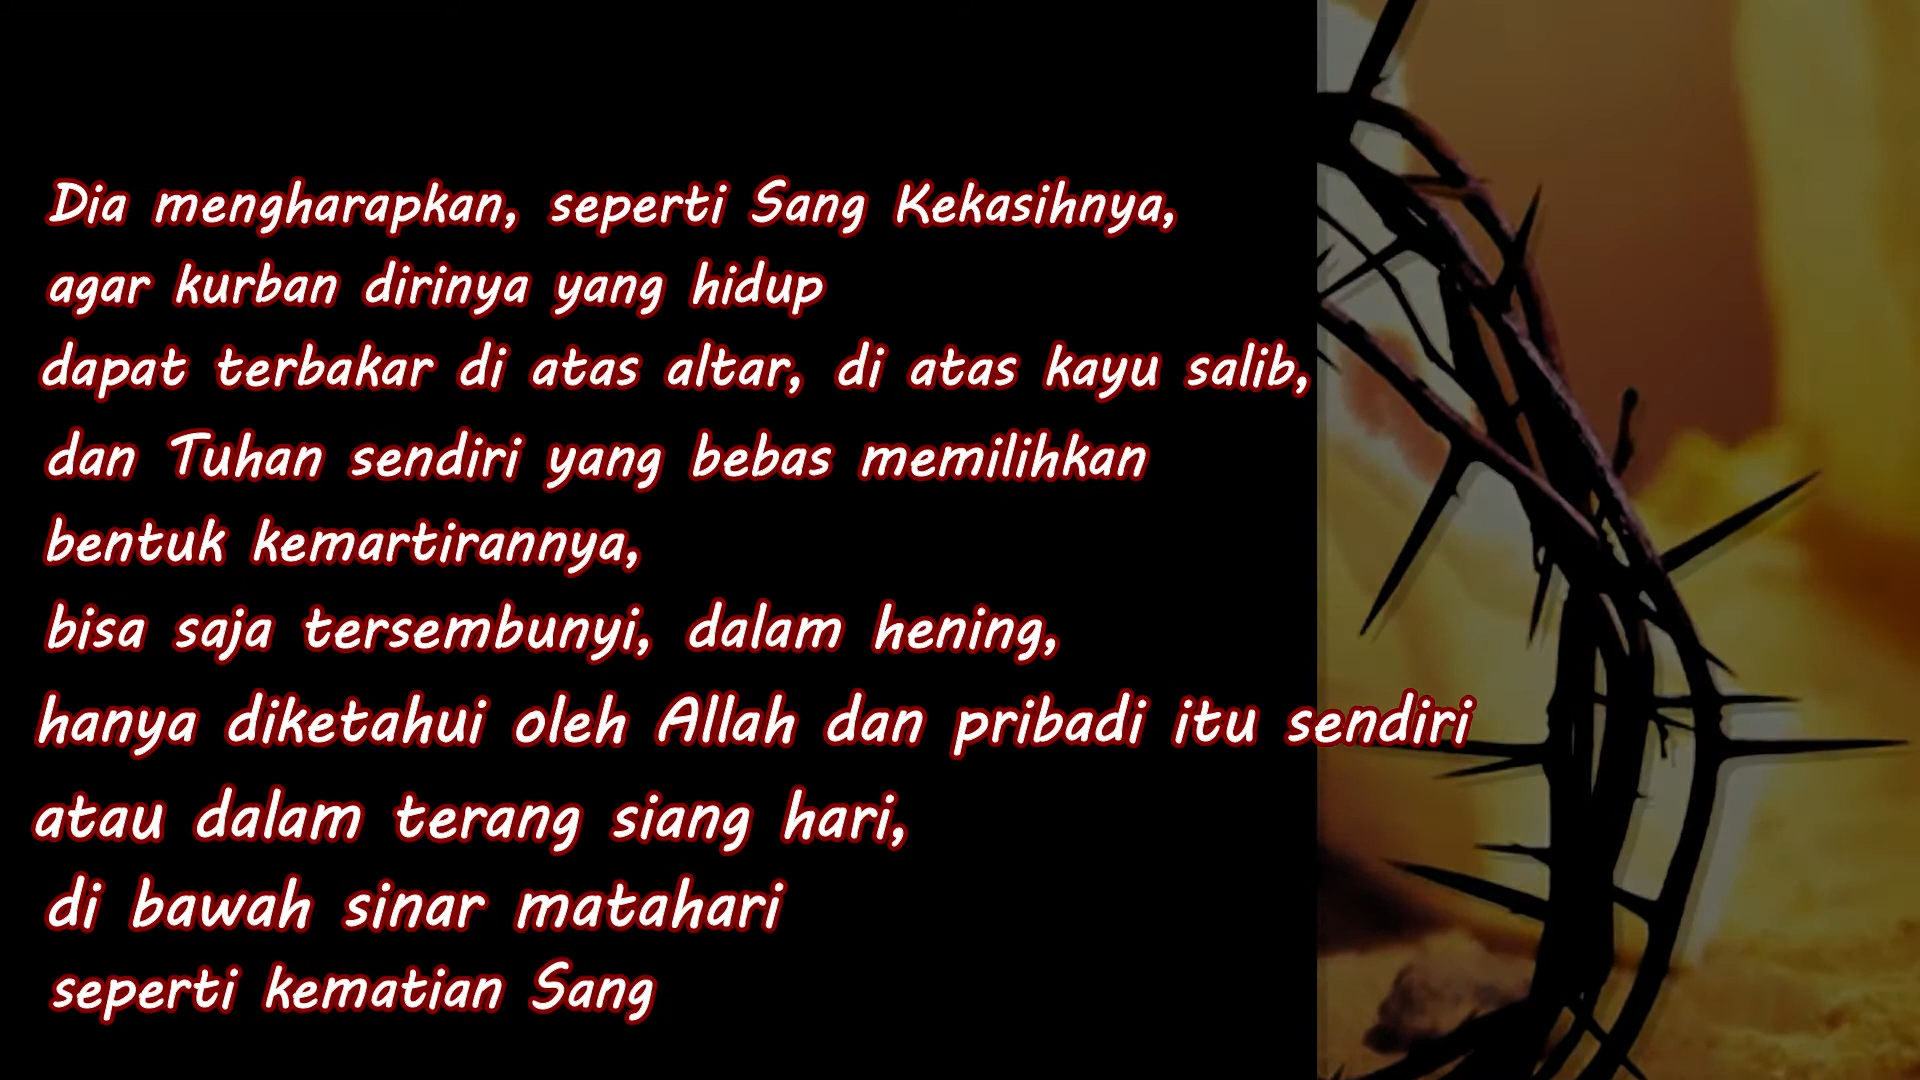 Dia mengharapkan, seperti Sang Kekasihnya,
agar kurban dirinya yang hidup
dapat terbakar di atas altar, di atas kayu salib,
dan Tuhan sendiri yang bebas memilihkan
bentuk kemartirannya,
bisa saja tersembunyi, dalam hening,
hanya diketahui oleh Allah dan pribadi itu sendiri
atau dalam terang siang hari,
di bawah sinar matahari
seperti kematian Sang